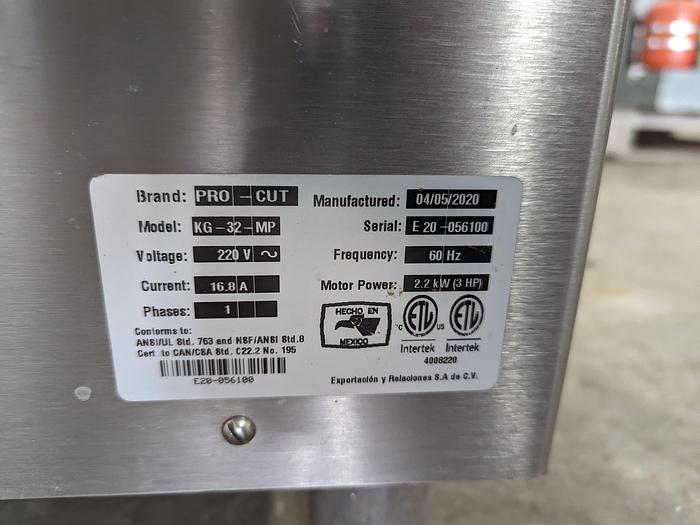 Brand: PRO-CUT
Manufactured: 04/05/2020
Model: KG-32-MP
Serial: E 20-056100
Voltage: 220 V ~
Frequency: 60 Hz
Current: 16.8 A
Motor Power: 2.2 kW (3 HP)
Phases: 1
HECHO EN
MEXICO
C ETL US ETL
Intertek Intertek
4008220
Conforms to:
ANSI/UL Std. 763 and NSF/ANSI Std.8
Cert. to CAN/CSA Std. C22.2 No. 195
E20-056100
Exportación y Relaciones S.A de C.V.